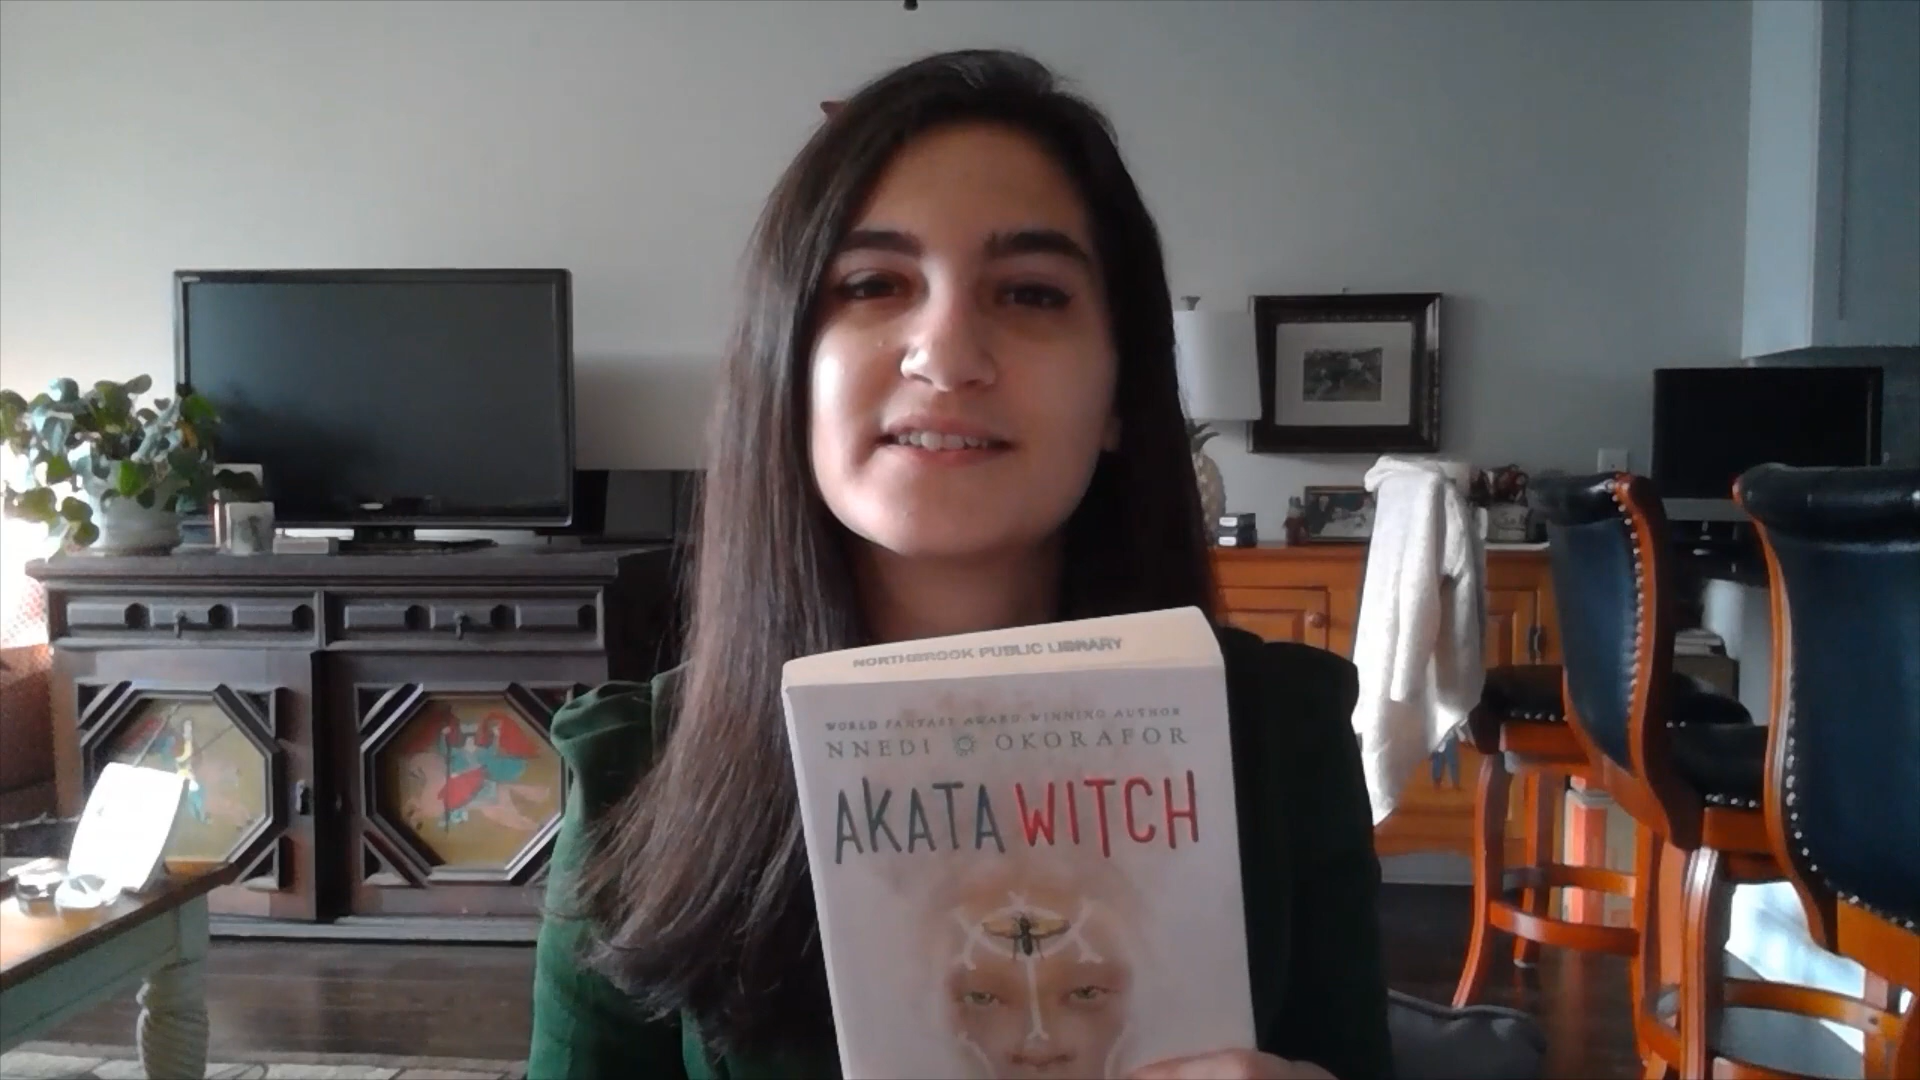 NORTHBROOK PUBLIC LIBRARY
WORLD FANTASY AWARD WINNING AUTHOR
NNEDI OKORAFOR
AKATA WITCH